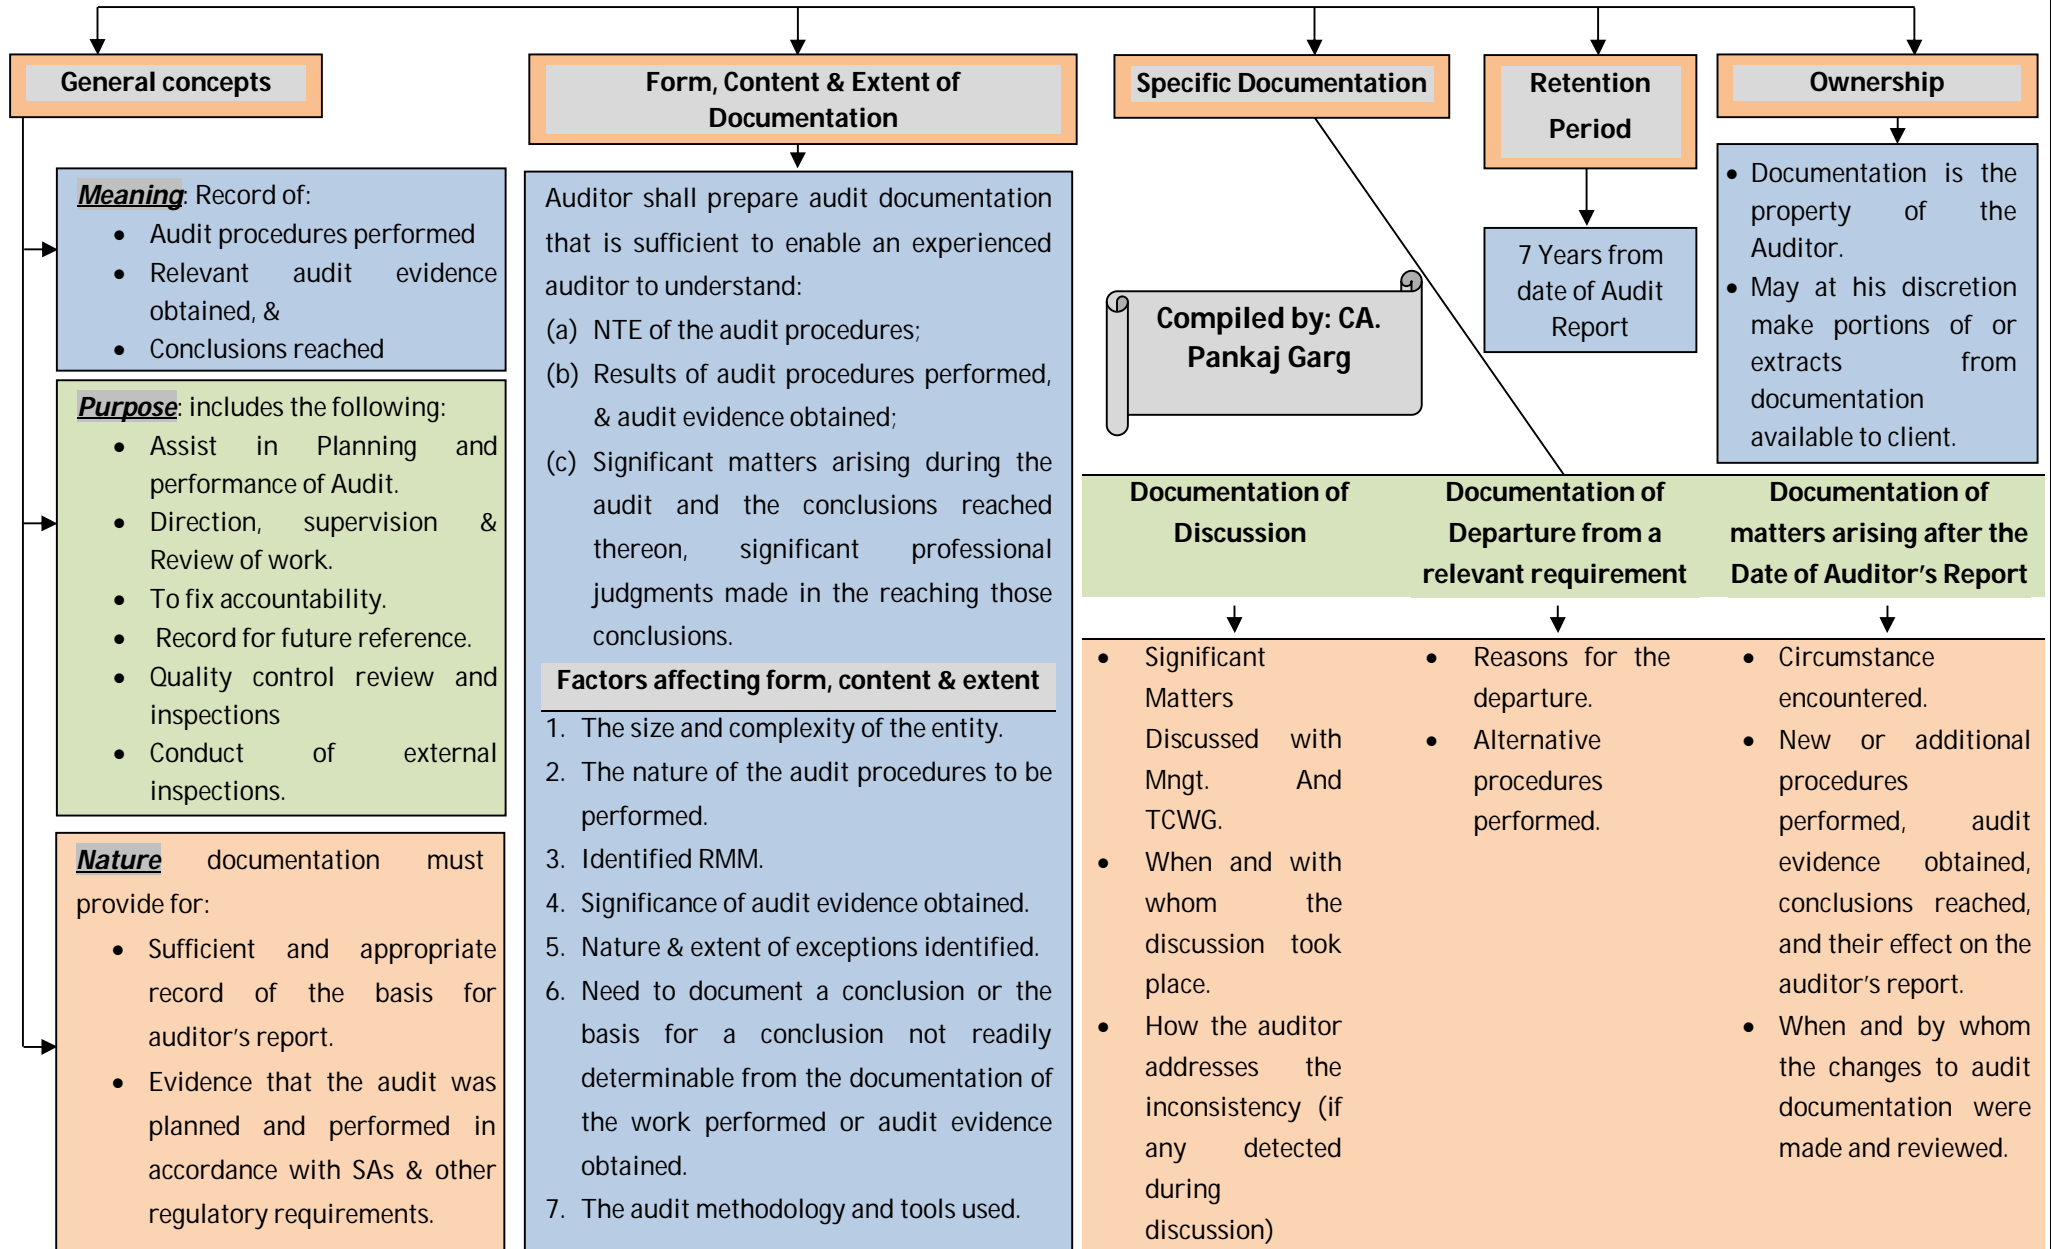 General concepts
Meaning: Record of:
• Audit procedures performed
• Relevant audit evidence
obtained, &
• Conclusions reached
Purpose: includes the following:
• Assist in Planning and
performance of Audit.
• Direction, supervision &
Review of work.
• To fix accountability.
• Record for future reference.
• Quality control review and
inspections
• Conduct of external
inspections.
Nature documentation must
provide for:
• Sufficient and appropriate
record of the basis for
auditor's report.
• Evidence that the audit was
planned and performed in
accordance with SAs & other
regulatory requirements.
Form, Content & Extent of
Documentation
Auditor shall prepare audit documentation
that is sufficient to enable an experienced
auditor to understand:
(a) NTE of the audit procedures;
(b) Results of audit procedures performed,
& audit evidence obtained;
(c) Significant matters arising during the
audit and the conclusions reached
thereon, significant professional
judgments made in the reaching those
conclusions.
Factors affecting form, content & extent
1. The size and complexity of the entity.
2. The nature of the audit procedures to be
performed.
3. Identified RMM.
4. Significance of audit evidence obtained.
5. Nature & extent of exceptions identified.
6. Need to document a conclusion or the
basis for a conclusion not readily
determinable from the documentation of
the work performed or audit evidence
obtained.
7. The audit methodology and tools used.
Specific Documentation
Compiled by: CA.
Pankaj Garg
Retention
Period
7 Years from
date of Audit
Report
Ownership
• Documentation is the
property of the
Auditor.
• May at his discretion
make portions of or
extracts from
documentation
available to client.
Documentation of
Discussion
• Significant
Matters
Discussed with
Mngt. And
TCWG.
• When and with
whom the
discussion took
place.
• How the auditor
addresses the
inconsistency (if
any detected
during
discussion)
Documentation of
Departure from a
relevant requirement
• Reasons for the
departure.
• Alternative
procedures
performed.
Documentation of
matters arising after the
Date of Auditor's Report
• Circumstance
encountered.
• New or additional
procedures
performed, audit
evidence obtained,
conclusions reached,
and their effect on the
auditor's report.
• When and by whom
the changes to audit
documentation were
made and reviewed.